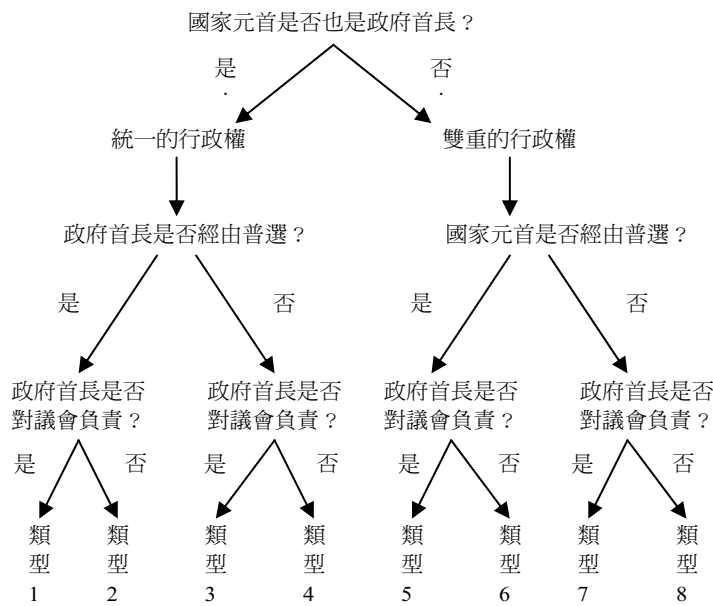 國家元首是否也是政府首長？
是 否
統一的行政權 雙重的行政權
政府首長是否經由普選？ 國家元首是否經由普選？
是 否 是 否
政府首長是否 政府首長是否 政府首長是否 政府首長是否
對議會負責？ 對議會負責？ 對議會負責？ 對議會負責？
是 否 是 否 是 否 是 否
類 類 類 類 類 類 類 類
型 型 型 型 型 型 型 型
1 2 3 4 5 6 7 8